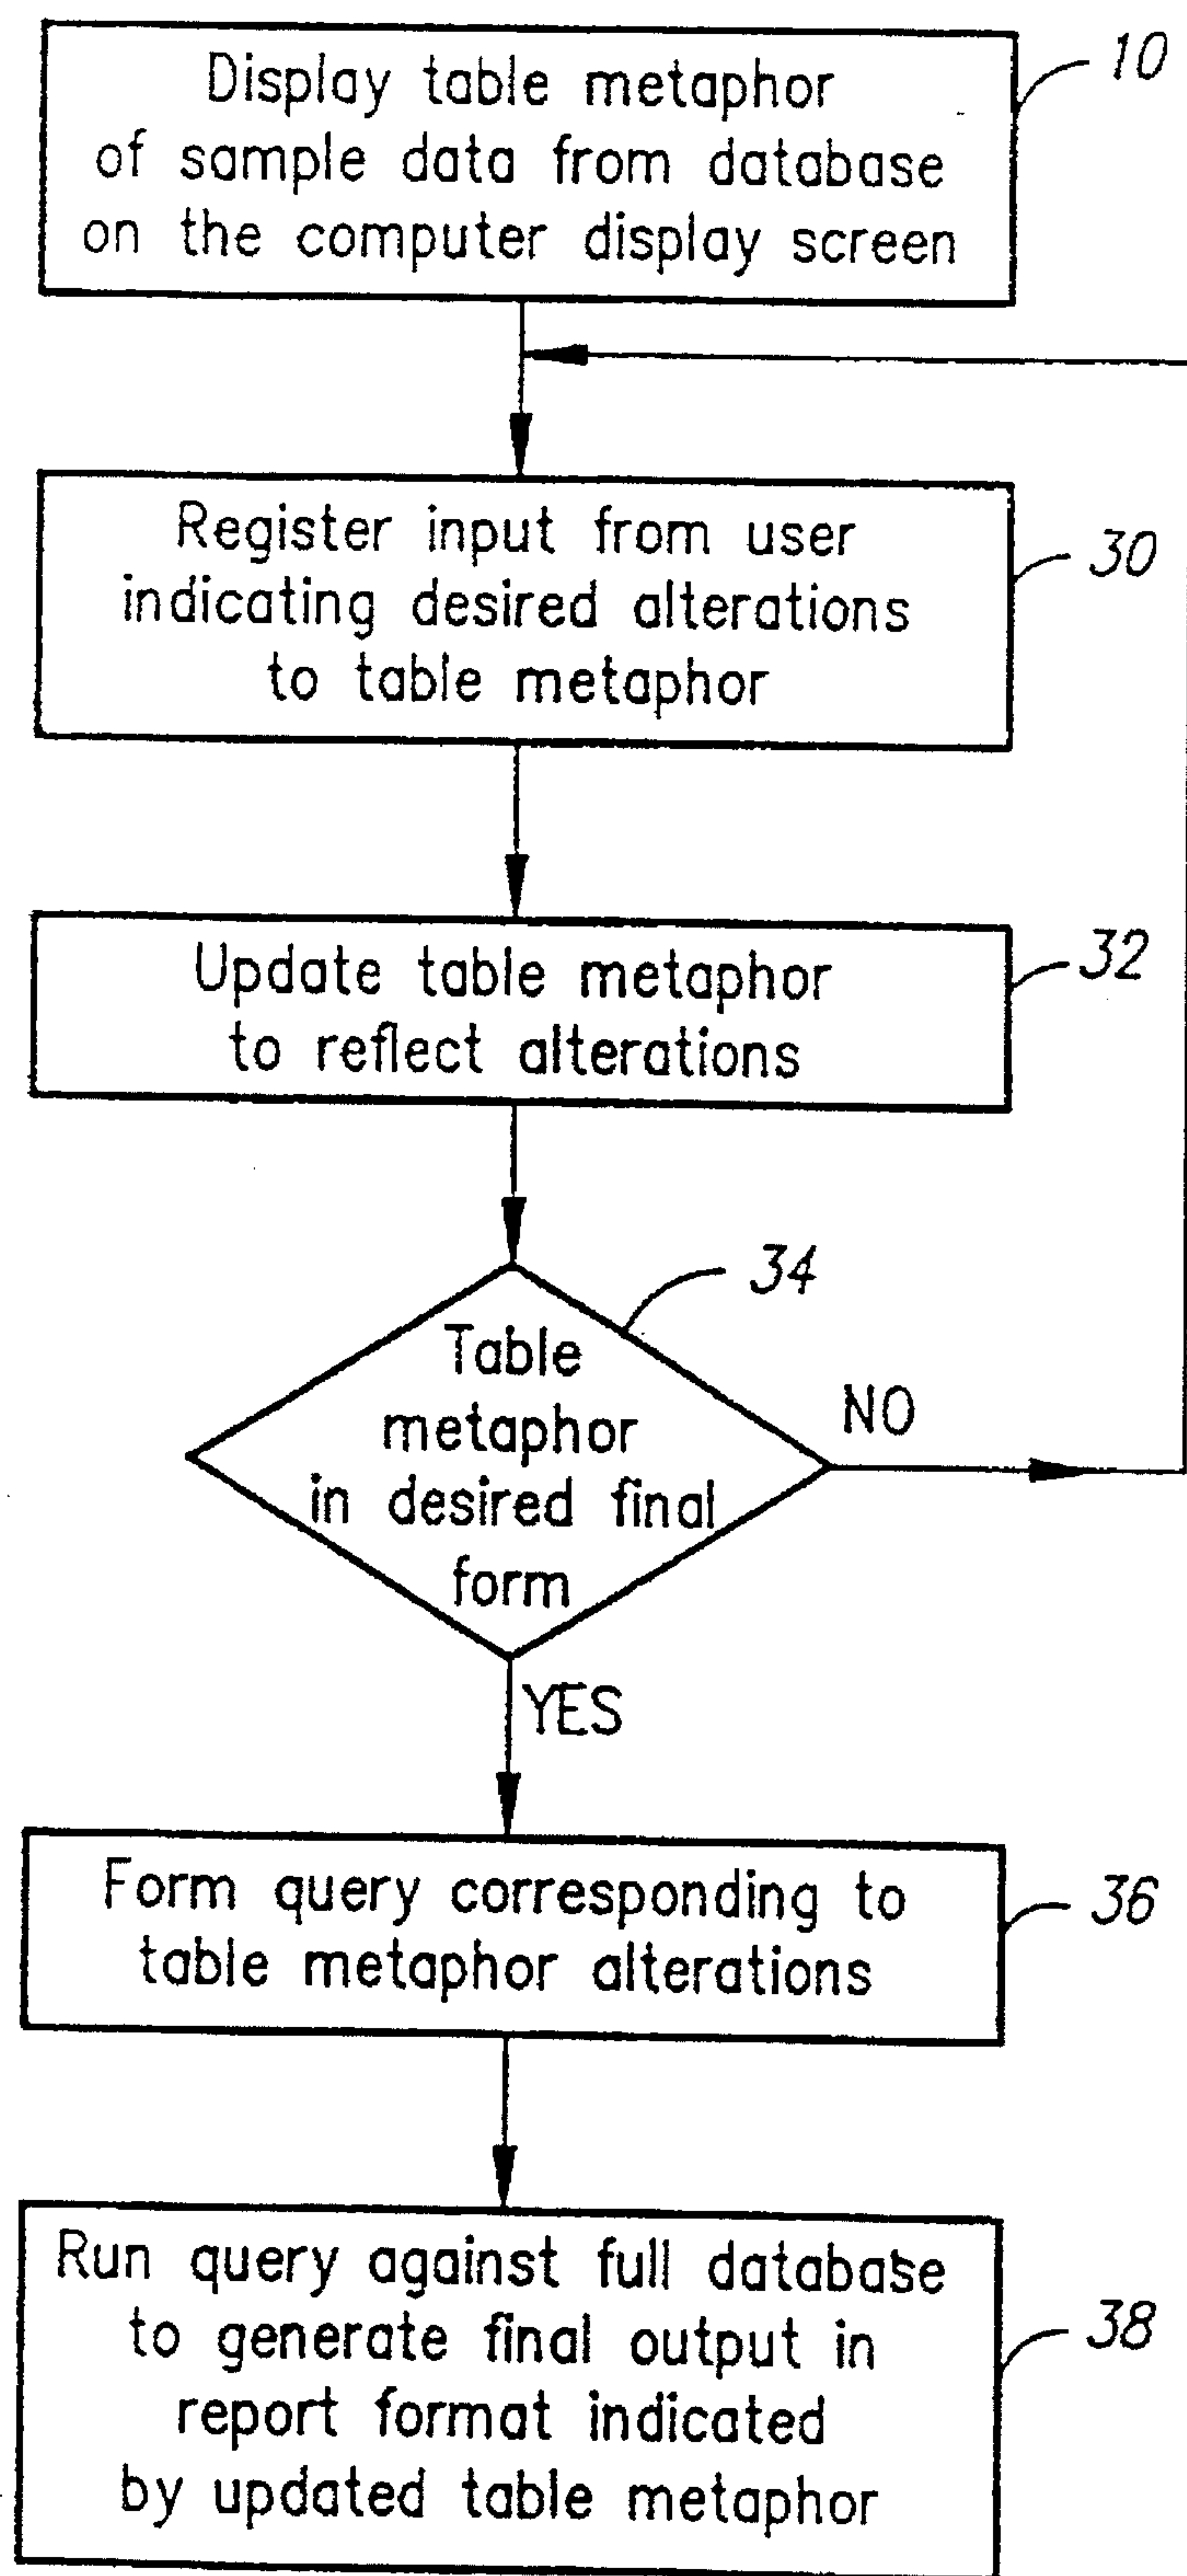 Display table metaphor
of sample data from database
on the computer display screen
10
Register input from user
indicating desired alterations
to table metaphor
30
Update table metaphor
to reflect alterations
32
34
Table
metaphor
in desired final
form
NO
YES
Form query corresponding to
table metaphor alterations
36
Run query against full database
to generate final output in
report format indicated
by updated table metaphor
38